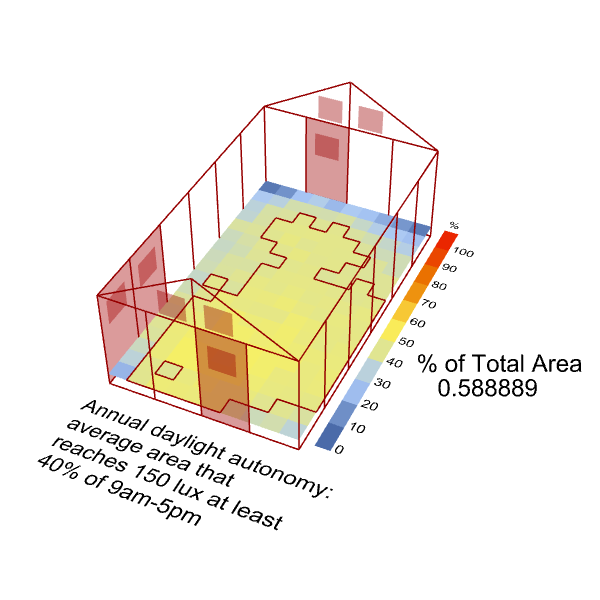 %
100
90
80
70
60
50
40
30
20
10
0
% of Total Area
0.588889
Annual daylight autonomy:
average area that
reaches 150 lux at least
40% of 9am-5pm